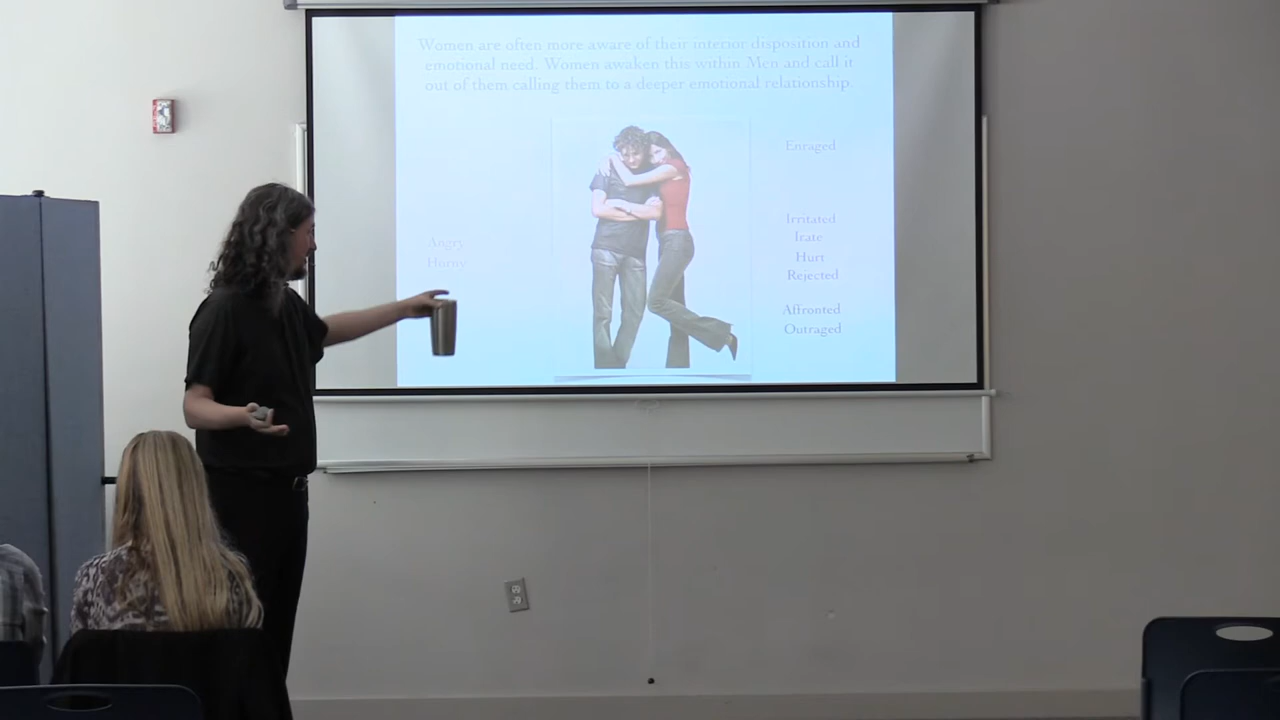 Women are often more aware of their interior disposition and
emotional need. Women awaken this within Men and call it
out of them calling them to a deeper emotional relationship.
Angry
Enraged
Irritated
Irate
Hurt
Rejected
Affronted
Outraged